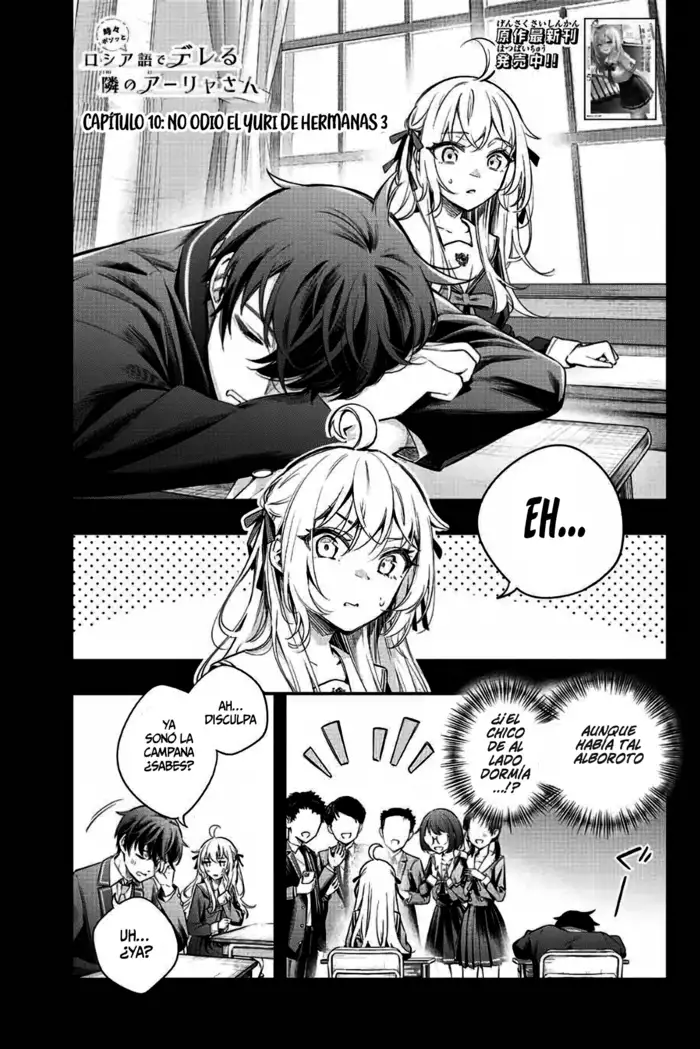 時々ボソッと
ロシア語でデレる
隣のアーリャさん
げんさくさいしんかん
原作最新刊
はつばいちゅう
発売中!!
CAPÍTULO 10: NO ODIO EL YURI DE HERMANAS 3
EH...
AUNQUE
HABÍA TAL
ALBOROTO
¿¡EL
CHICO
DE AL
LADO
DORMÍA
...!?
AH...
DISCULPA
YA
SONÓ LA
CAMPANA
¿SABES?
UH...
¿YA?